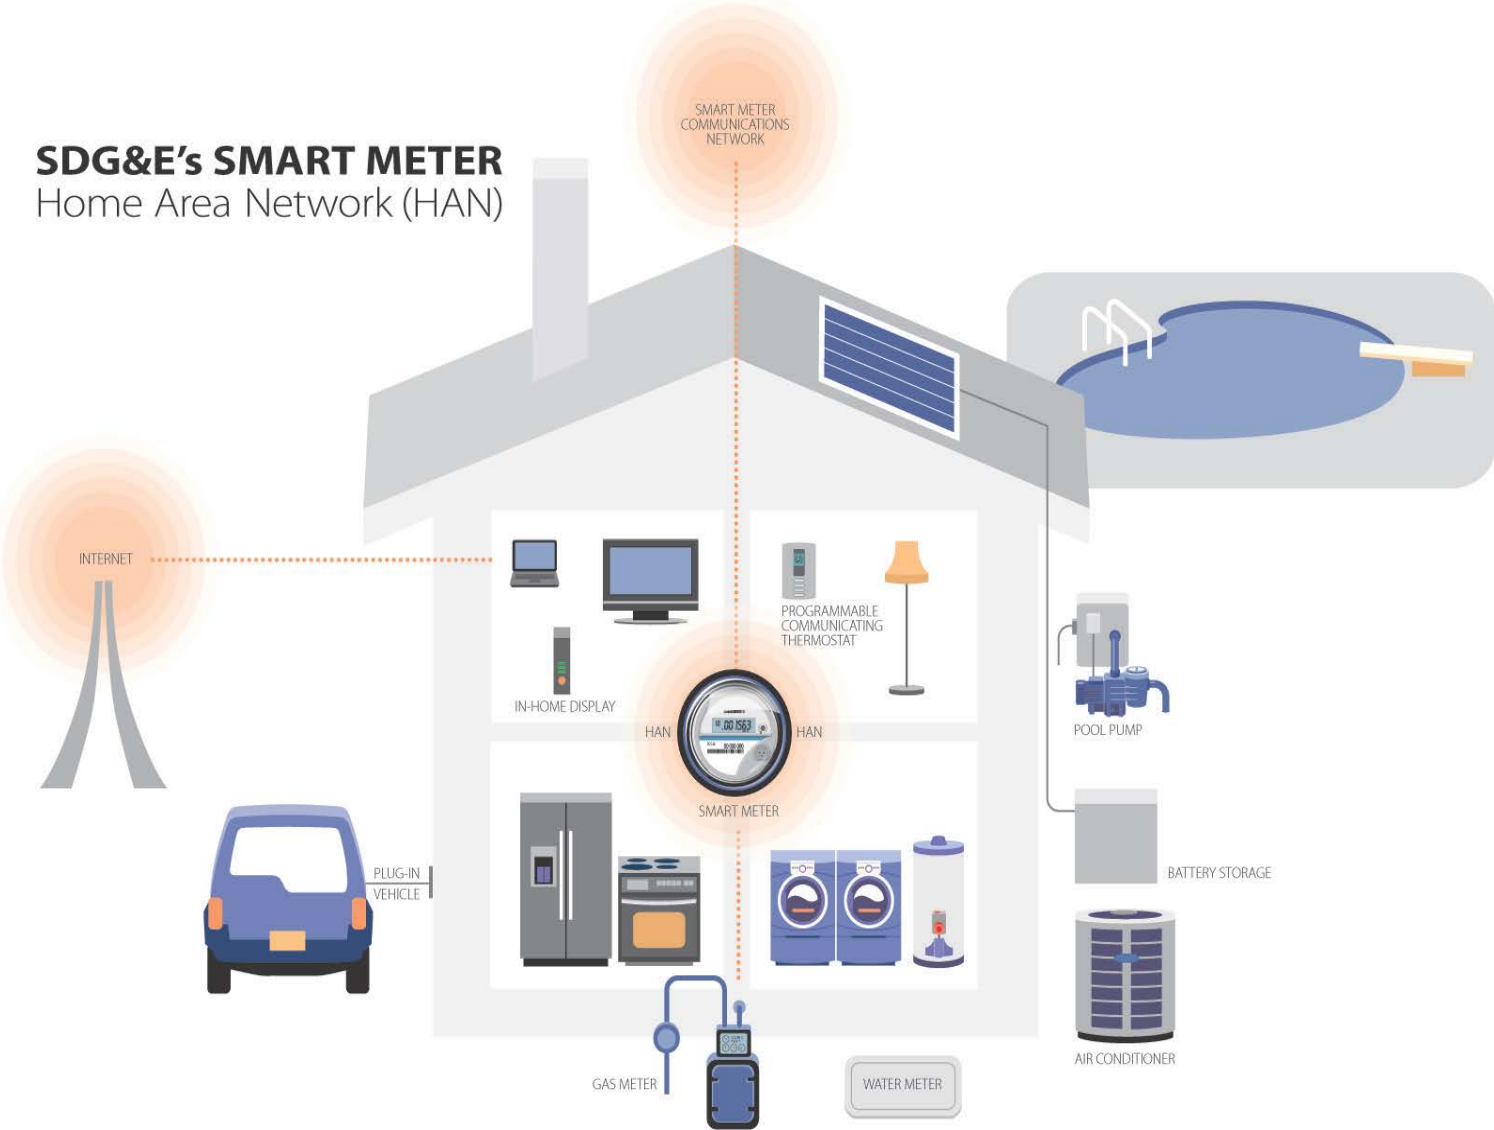 SDG&E's SMART METER
Home Area Network (HAN)
SMART METER
COMMUNICATIONS
NETWORK
INTERNET
PROGRAMMABLE
COMMUNICATING
THERMOSTAT
IN-HOME DISPLAY
HAN
HAN
SMART METER
POOL PUMP
PLUG-IN
VEHICLE
BATTERY STORAGE
AIR CONDITIONER
GAS METER
WATER METER